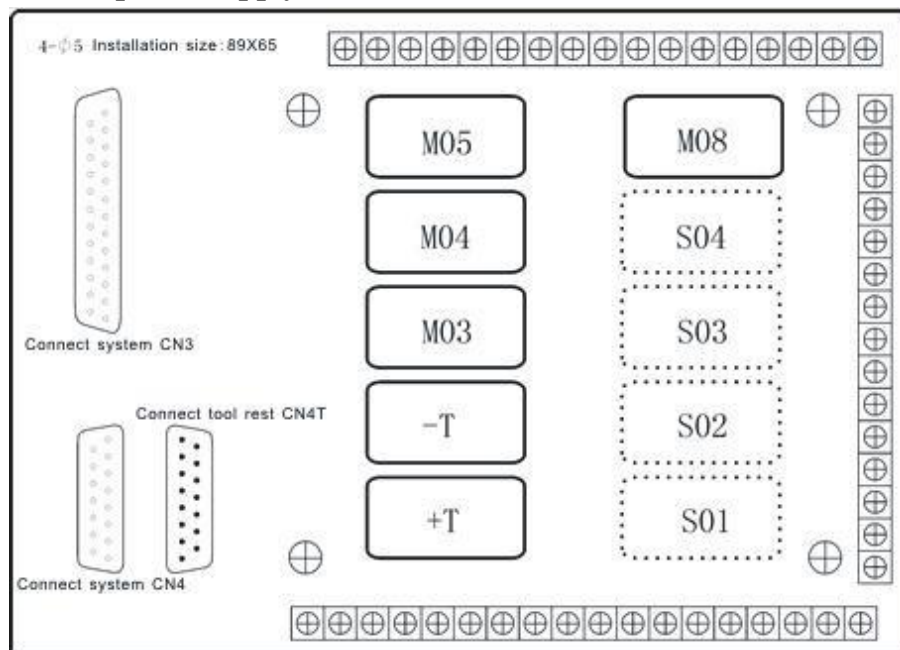 4-Φ5 Installation size:89X65
M05
M08
M04
S04
M03
S03
Connect system CN3
Connect tool rest CN4T
-T
S02
+T
S01
Connect system CN4